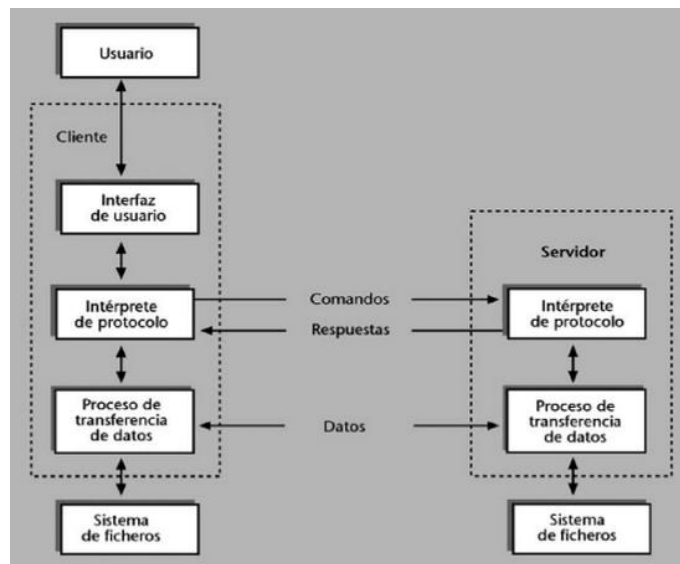 Usuario
Cliente
Interfaz
de usuario
Servidor
Intérprete
de protocolo
Comandos
Respuestas
Intérprete
de protocolo
Proceso de
transferencia
de datos
Datos
Proceso de
transferencia
de datos
Sistema
de ficheros
Sistema
de ficheros